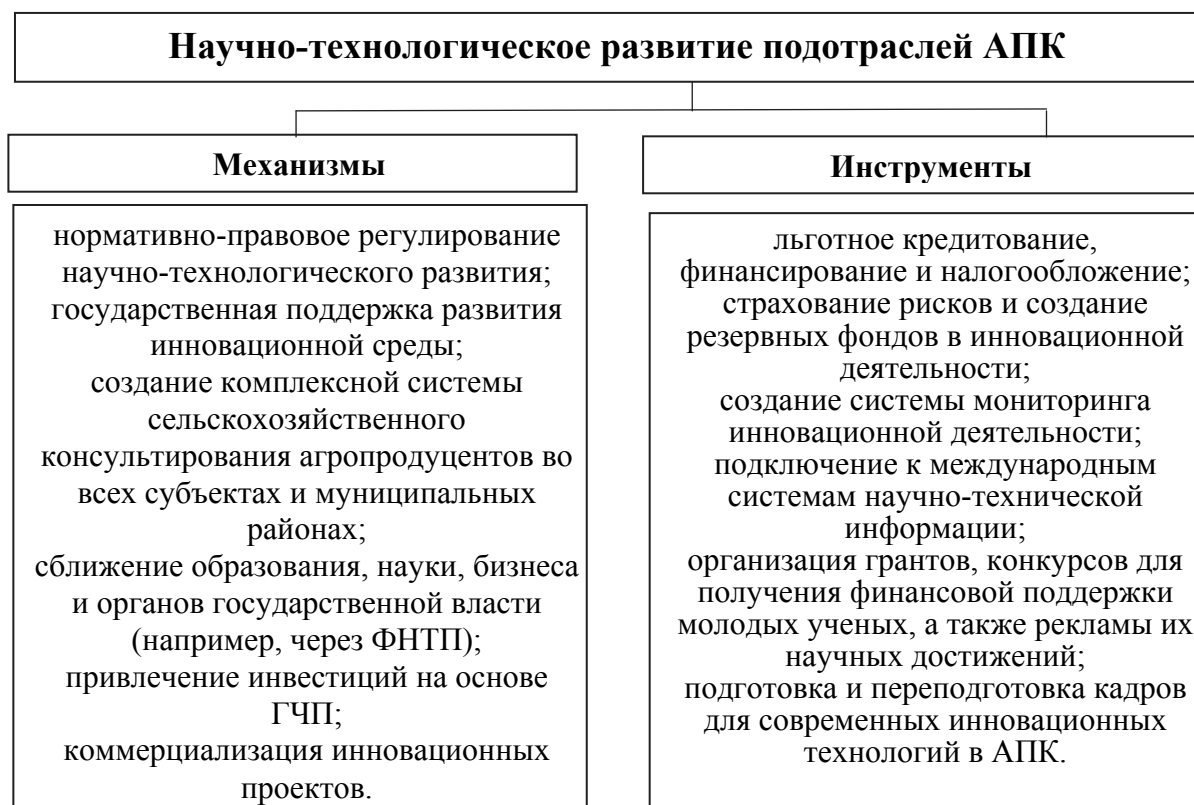 Научно-технологическое развитие подотраслей АПК
Механизмы
нормативно-правовое регулирование
научно-технологического развития;
государственная поддержка развития
инновационной среды;
создание комплексной системы
сельскохозяйственного
консультирования агропродуцентов во
всех субъектах и муниципальных
районах;
сближение образования, науки, бизнеса
и органов государственной власти
(например, через ФНТП);
привлечение инвестиций на основе
ГЧП;
коммерциализация инновационных
проектов.
Инструменты
льготное кредитование,
финансирование и налогообложение;
страхование рисков и создание
резервных фондов в инновационной
деятельности;
создание системы мониторинга
инновационной деятельности;
подключение к международным
системам научно-технической
информации;
организация грантов, конкурсов для
получения финансовой поддержки
молодых ученых, а также рекламы их
научных достижений;
подготовка и переподготовка кадров
для современных инновационных
технологий в АПК.